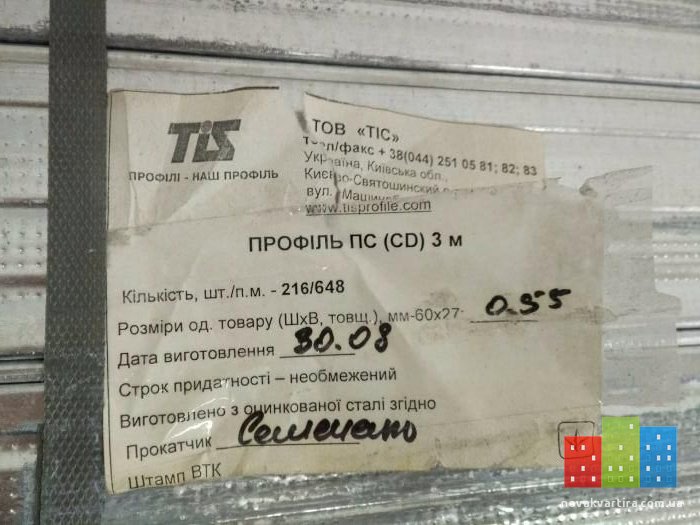 TIS
ПРОФІЛІ - НАШ ПРОФІЛЬ
ТОВ «ТІС»
Тел/факс + 38(044) 251 05 81; 82; 83
Україна, Київська обл.,
Києво-Святошинский
вул.
www.tisprofile.com
ПРОФІЛЬ ПС (CD) 3 м
Кількість, шт./п.м. - 216/648
Розміри од. товару (ШхВ, товщ.), мм-60х27- 0.55
Дата виготовлення 30.08
Строк придатності – необмежений
Виготовлено з оцинкованої сталі згідно
Прокатчик
Штамп ВТК
novakvartira.com.ua